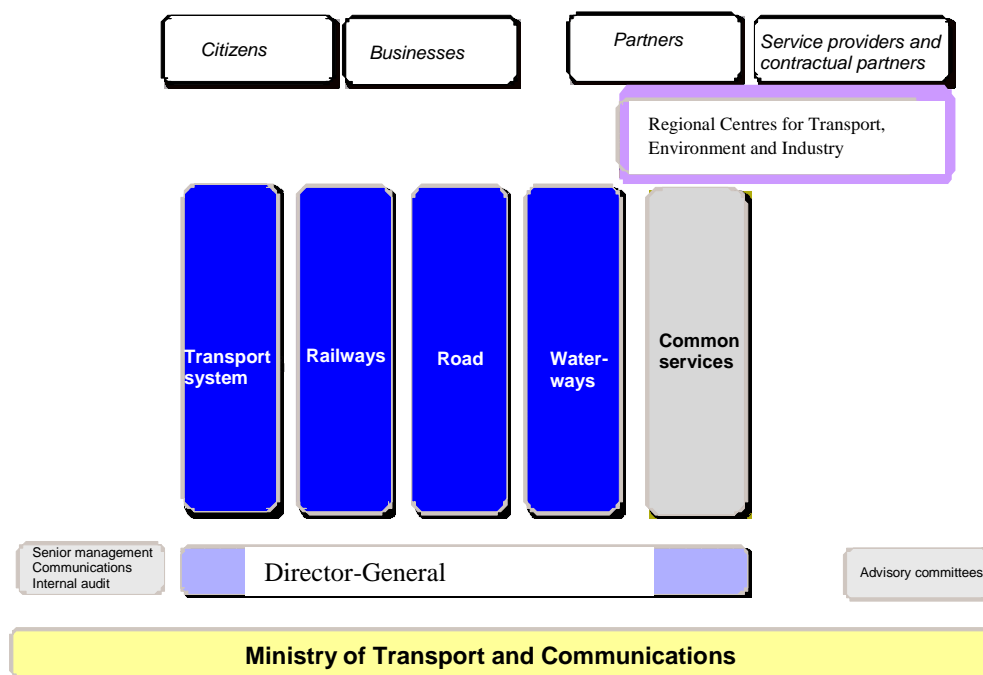 Citizens
Businesses
Partners
Service providers and
contractual partners
Regional Centres for Transport,
Environment and Industry
Transport
system
Railways
Road
Water-
ways
Common
services
Senior management
Communications
Internal audit
Director-General
Advisory committees
Ministry of Transport and Communications